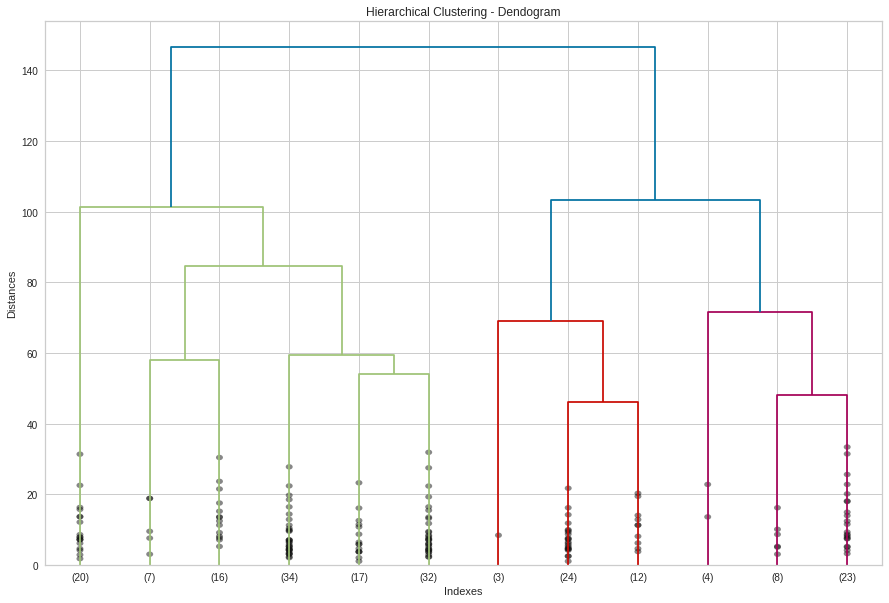 Hierarchical Clustering - Dendogram
Distances
140
120
100
80
60
40
20
0
(20) (7) (16) (34) (17) (32) (3) (24) (12) (4) (8) (23)
Indexes